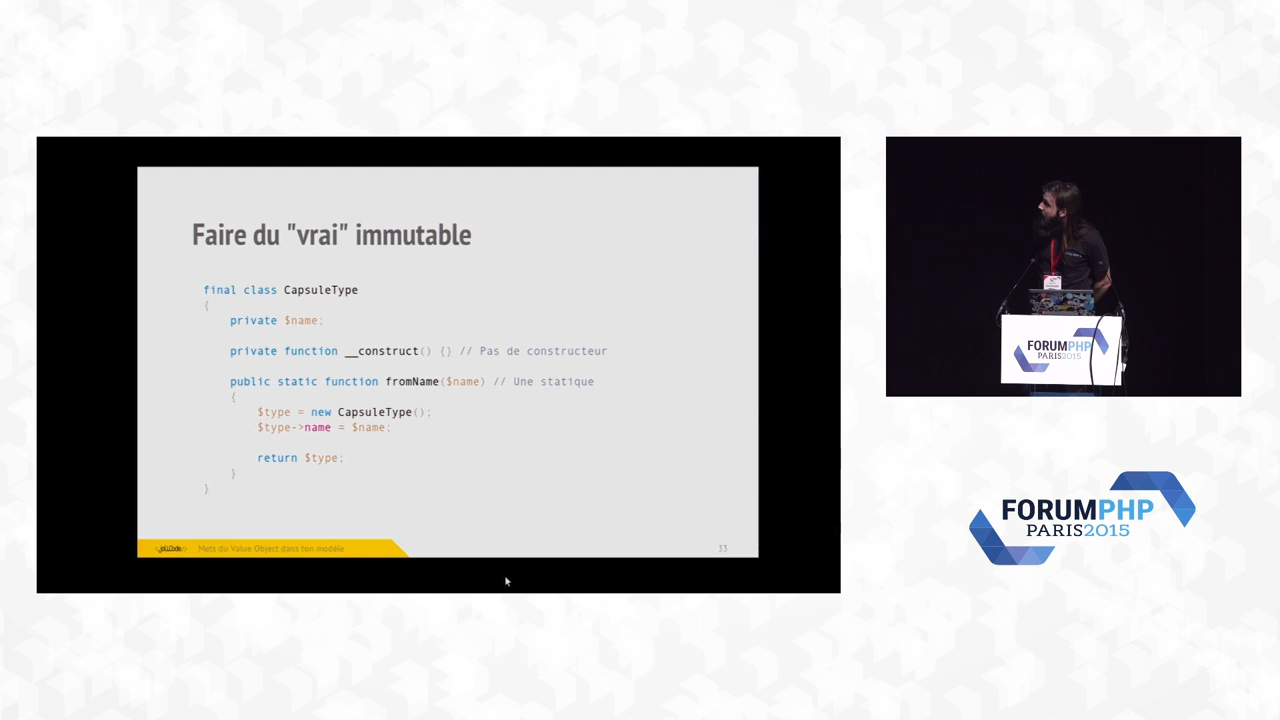 Faire du "vrai" immutable
final class CapsuleType
{
private $name;
private function __construct() {} // Pas de constructeur
public static function fromName($name) // Une statique
{
$type = new CapsuleType();
$type->name = $name;
return $type;
}
}
JoliCode
Mets du Value Object dans ton modèle
33
FORUMPHP
PARIS2015
FORUMPHP
PARIS2015